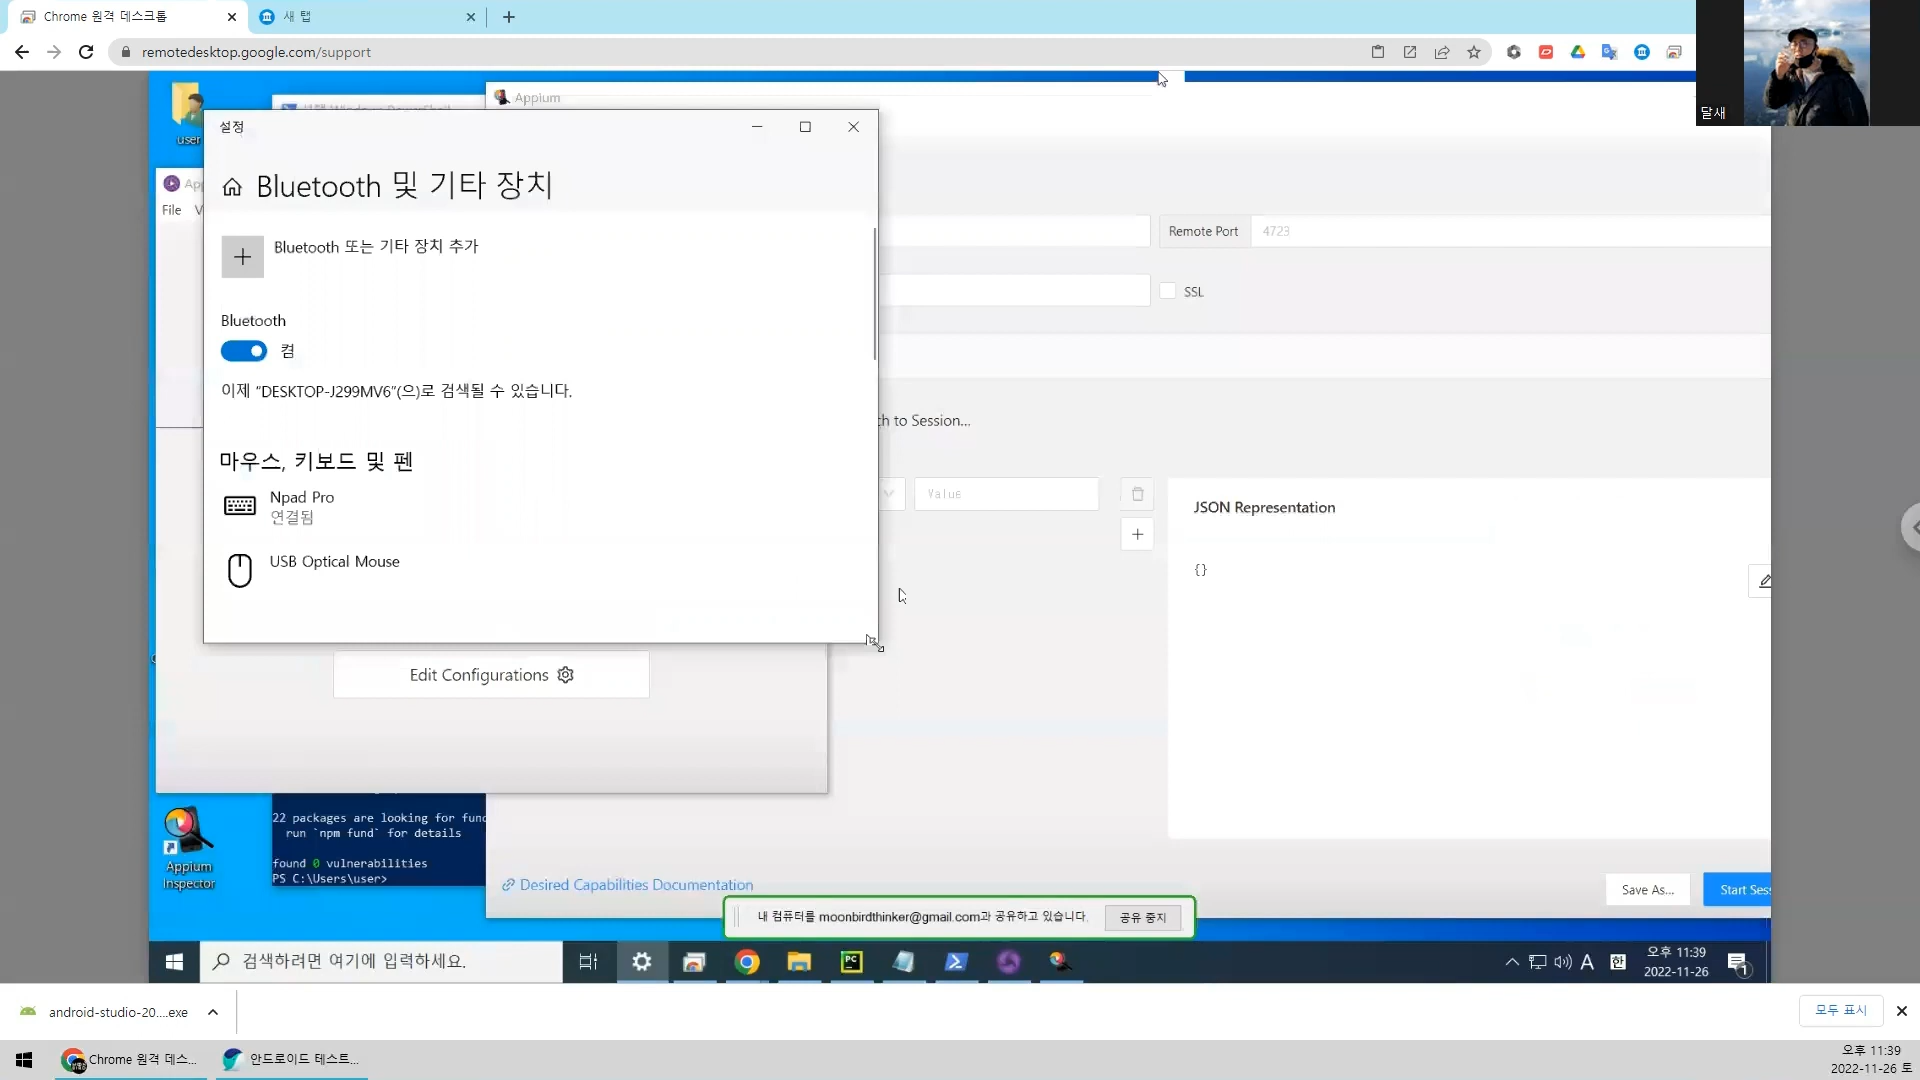 Chrome 원격 데스크톱
새 탭
remotedesktop.google.com/support
달새
user
Appium
설정
Bluetooth 및 기타 장치
Bluetooth 또는 기타 장치 추가
Bluetooth
켬
이제 “DESKTOP-J299MV6”(으)로 검색될 수 있습니다.
마우스, 키보드 및 펜
Npad Pro
연결됨
USB Optical Mouse
File
Remote Port
4723
SSL
ch to Session...
Value
JSON Representation
{}
Edit Configurations
22 packages are looking for fund
run `npm fund` for details
found 0 vulnerabilities
PS C:\Users\user>
Appium
Inspector
Desired Capabilities Documentation
Save As...
Start Sess
내 컴퓨터를 moonbirdthinker@gmail.com과 공유하고 있습니다.
공유 중지
검색하려면 여기에 입력하세요.
PC
A
한
오후 11:39
2022-11-26
1
android-studio-20....exe
모두 표시
Chrome 원격 데스...
안드로이드 테스트...
오후 11:39
2022-11-26 토